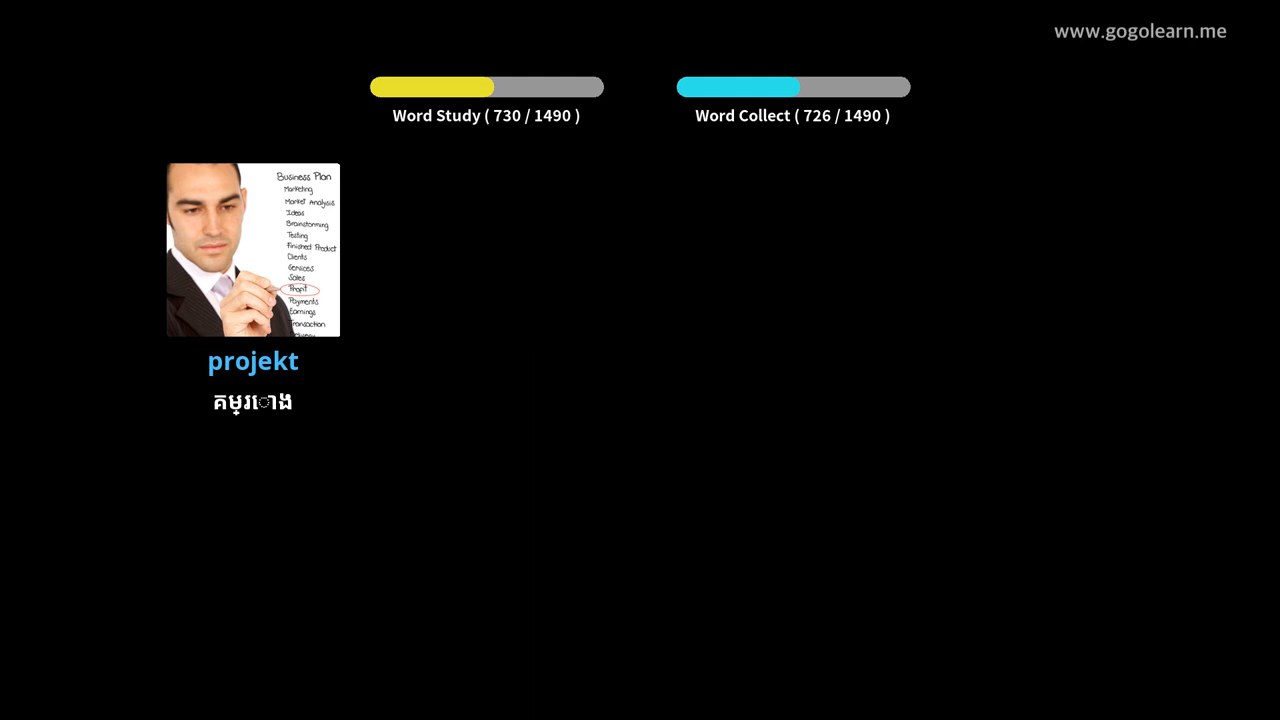 www.gogolearn.me
Word Study ( 730 / 1490 )
Word Collect ( 726 / 1490 )
Business Plan
Marketing
Market Analysis
Ideas
Brainstorming
Testing
Finished Product
Clients
Services
Sales
Profit
Payments
Earnings
Transaction
Delivery
projekt
គម្រោង